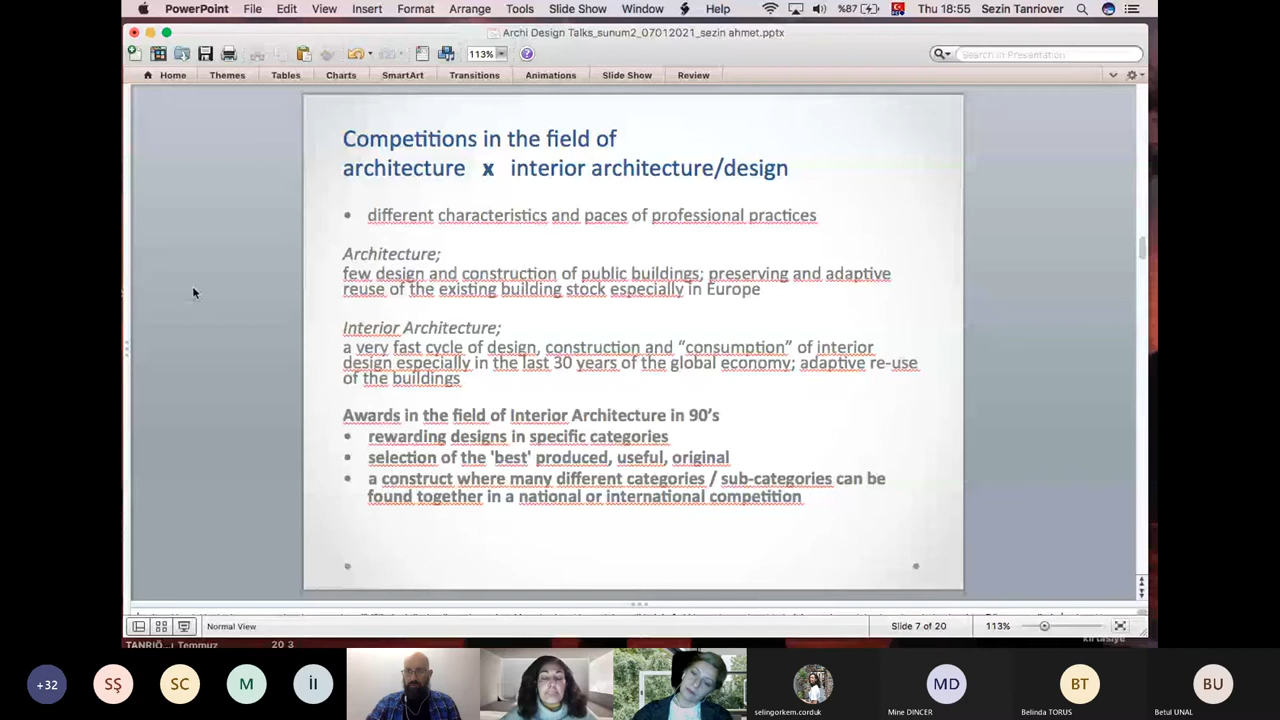 PowerPoint File Edit View Insert Format Arrange Tools Slide Show Window Help %87 Thu 18:55 Sezin Tanriover
Archi Design Talks_sunum2_07012021_sezin ahmet.pptx
113% Search in Presentation
Home Themes Tables Charts SmartArt Transitions Animations Slide Show Review
Competitions in the field of
architecture x interior architecture/design
• different characteristics and paces of professional practices
Architecture;
few design and construction of public buildings; preserving and adaptive
reuse of the existing building stock especially in Europe
Interior Architecture;
a very fast cycle of design, construction and “consumption” of interior
design especially in the last 30 years of the global economy; adaptive re-use
of the buildings
Awards in the field of Interior Architecture in 90’s
• rewarding designs in specific categories
• selection of the 'best' produced, useful, original
• a construct where many different categories / sub-categories can be
found together in a national or international competition
Normal View Slide 7 of 20 113%
Temmuz 20 3 kırtasiye
+32 SŞ SC M İI MD BT BU
selingorkem.corduk Mine DINCER Belinda TORUS Betul UNAL